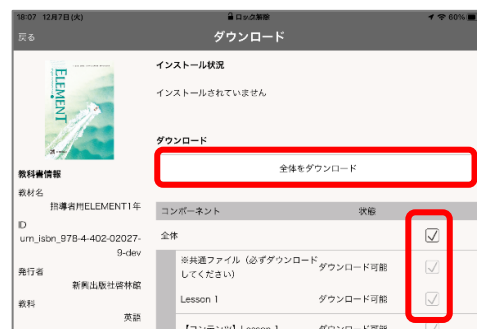 18:07 12月7日(火)
ロック解除
60%
戻る
ダウンロード
ELEMENT
教科書情報
教材名
指導者用ELEMENT1年
ID
urn_isbn_978-4-402-02027-
9-dev
発行者
新興出版社啓林館
教科
英語
インストール状況
インストールされていません
ダウンロード
全体をダウンロード
コンポーネント 状態
全体
※共通ファイル（必ずダウンロード
してください） ダウンロード可能
Lesson 1 ダウンロード可能
【コンテンツ】Lesson 1 ダウンロード可能